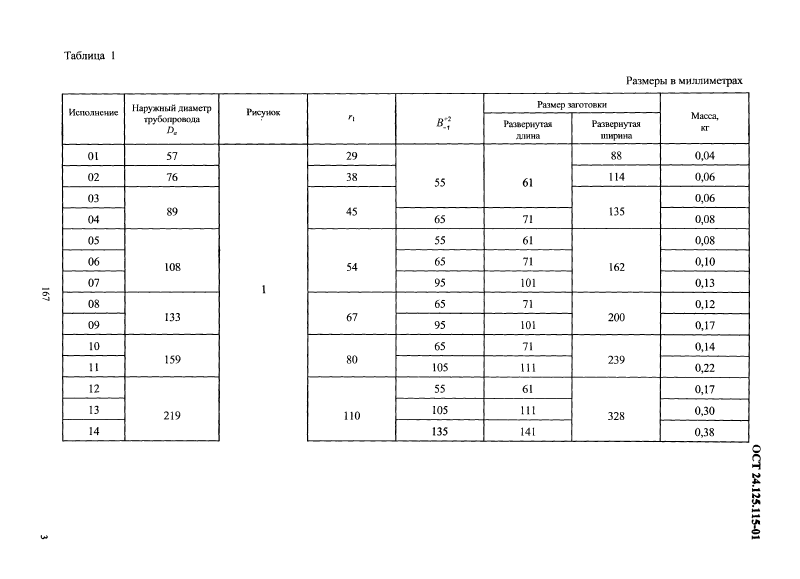 Таблица 1
Размеры в миллиметрах
Исполнение
Наружный диаметр
трубопровода
Dа
Рисунок
r1
B +2 −1
Размер заготовки
Развернутая
длина
Развернутая
ширина
Масса,
кг
01 57 1 29 55 61 88 0,04
02 76 38 114 0,06
03 89 45 135 0,06
04 65 71 0,08
05 108 54 55 61 162 0,08
06 65 71 0,10
07 95 101 0,13
08 133 67 65 71 200 0,12
09 95 101 0,17
10 159 80 65 71 239 0,14
11 105 111 0,22
12 219 110 55 61 328 0,17
13 105 111 0,30
14 135 141 0,38
167
ОСТ 24.125.115-01
3